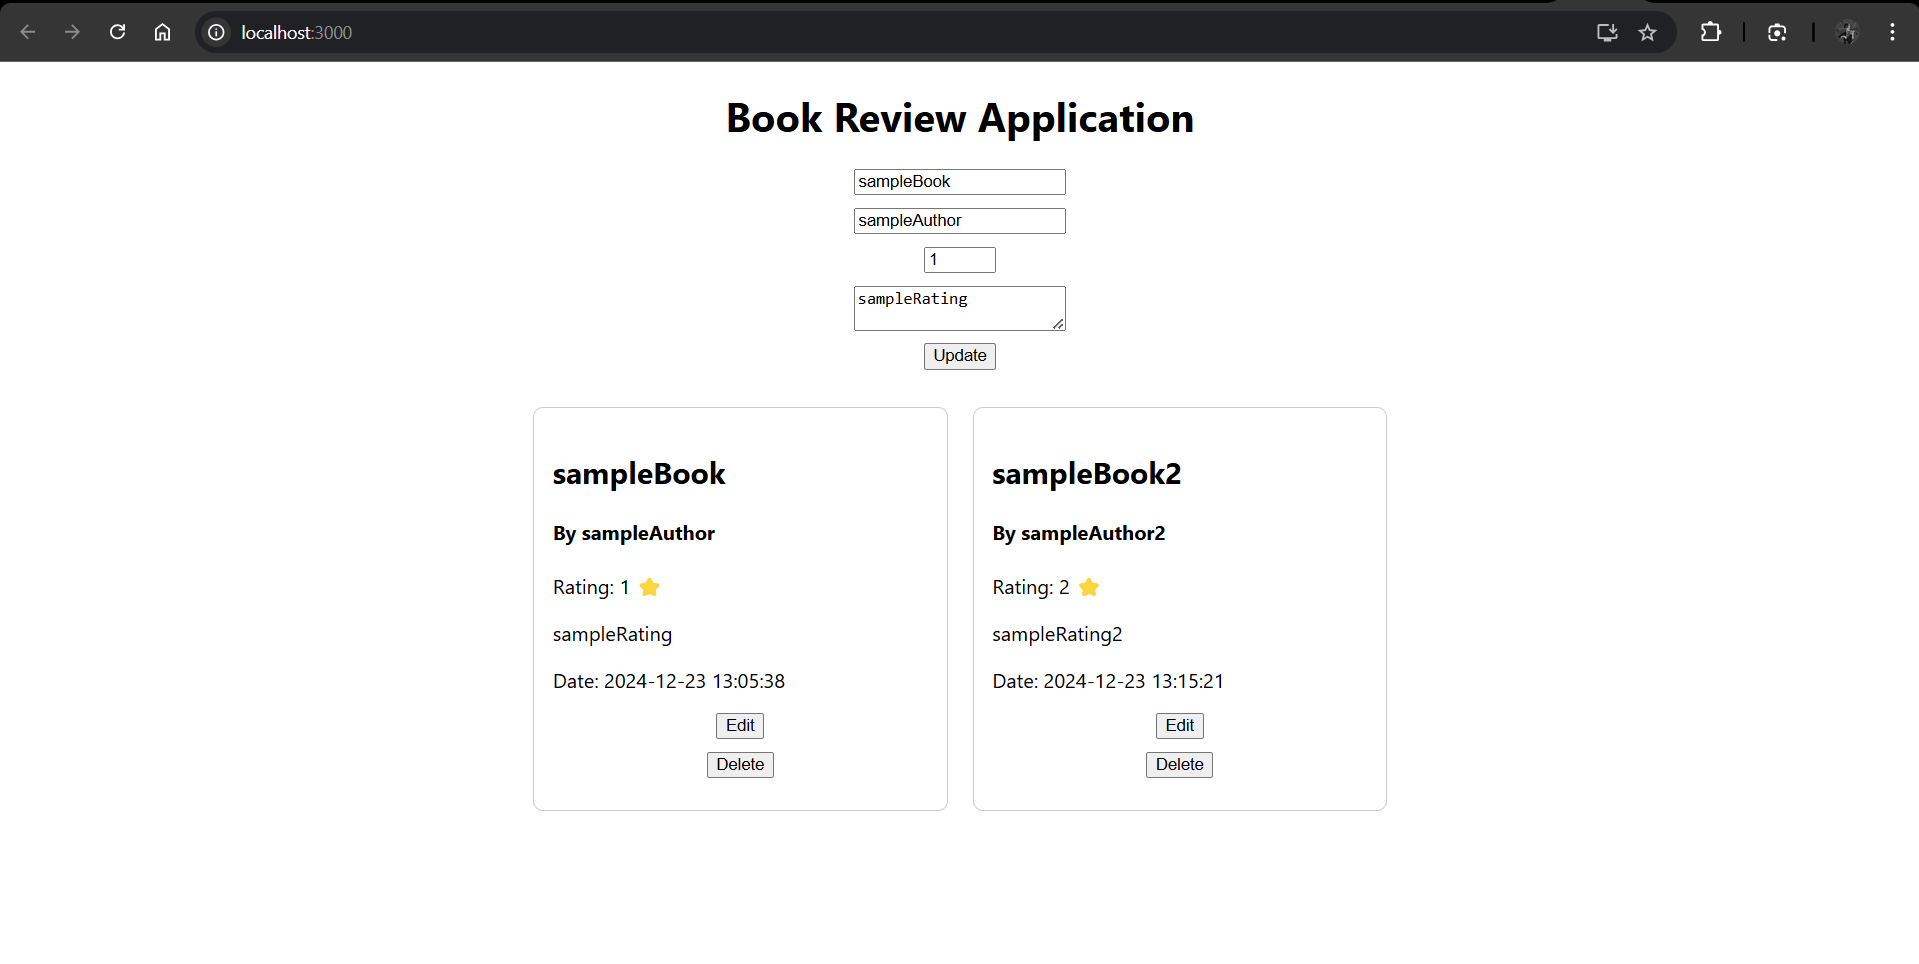 localhost:3000
Book Review Application
sampleBook
sampleAuthor
1
sampleRating
Update
sampleBook
By sampleAuthor
Rating: 1 ⭐
sampleRating
Date: 2024-12-23 13:05:38
Edit
Delete
sampleBook2
By sampleAuthor2
Rating: 2 ⭐
sampleRating2
Date: 2024-12-23 13:15:21
Edit
Delete